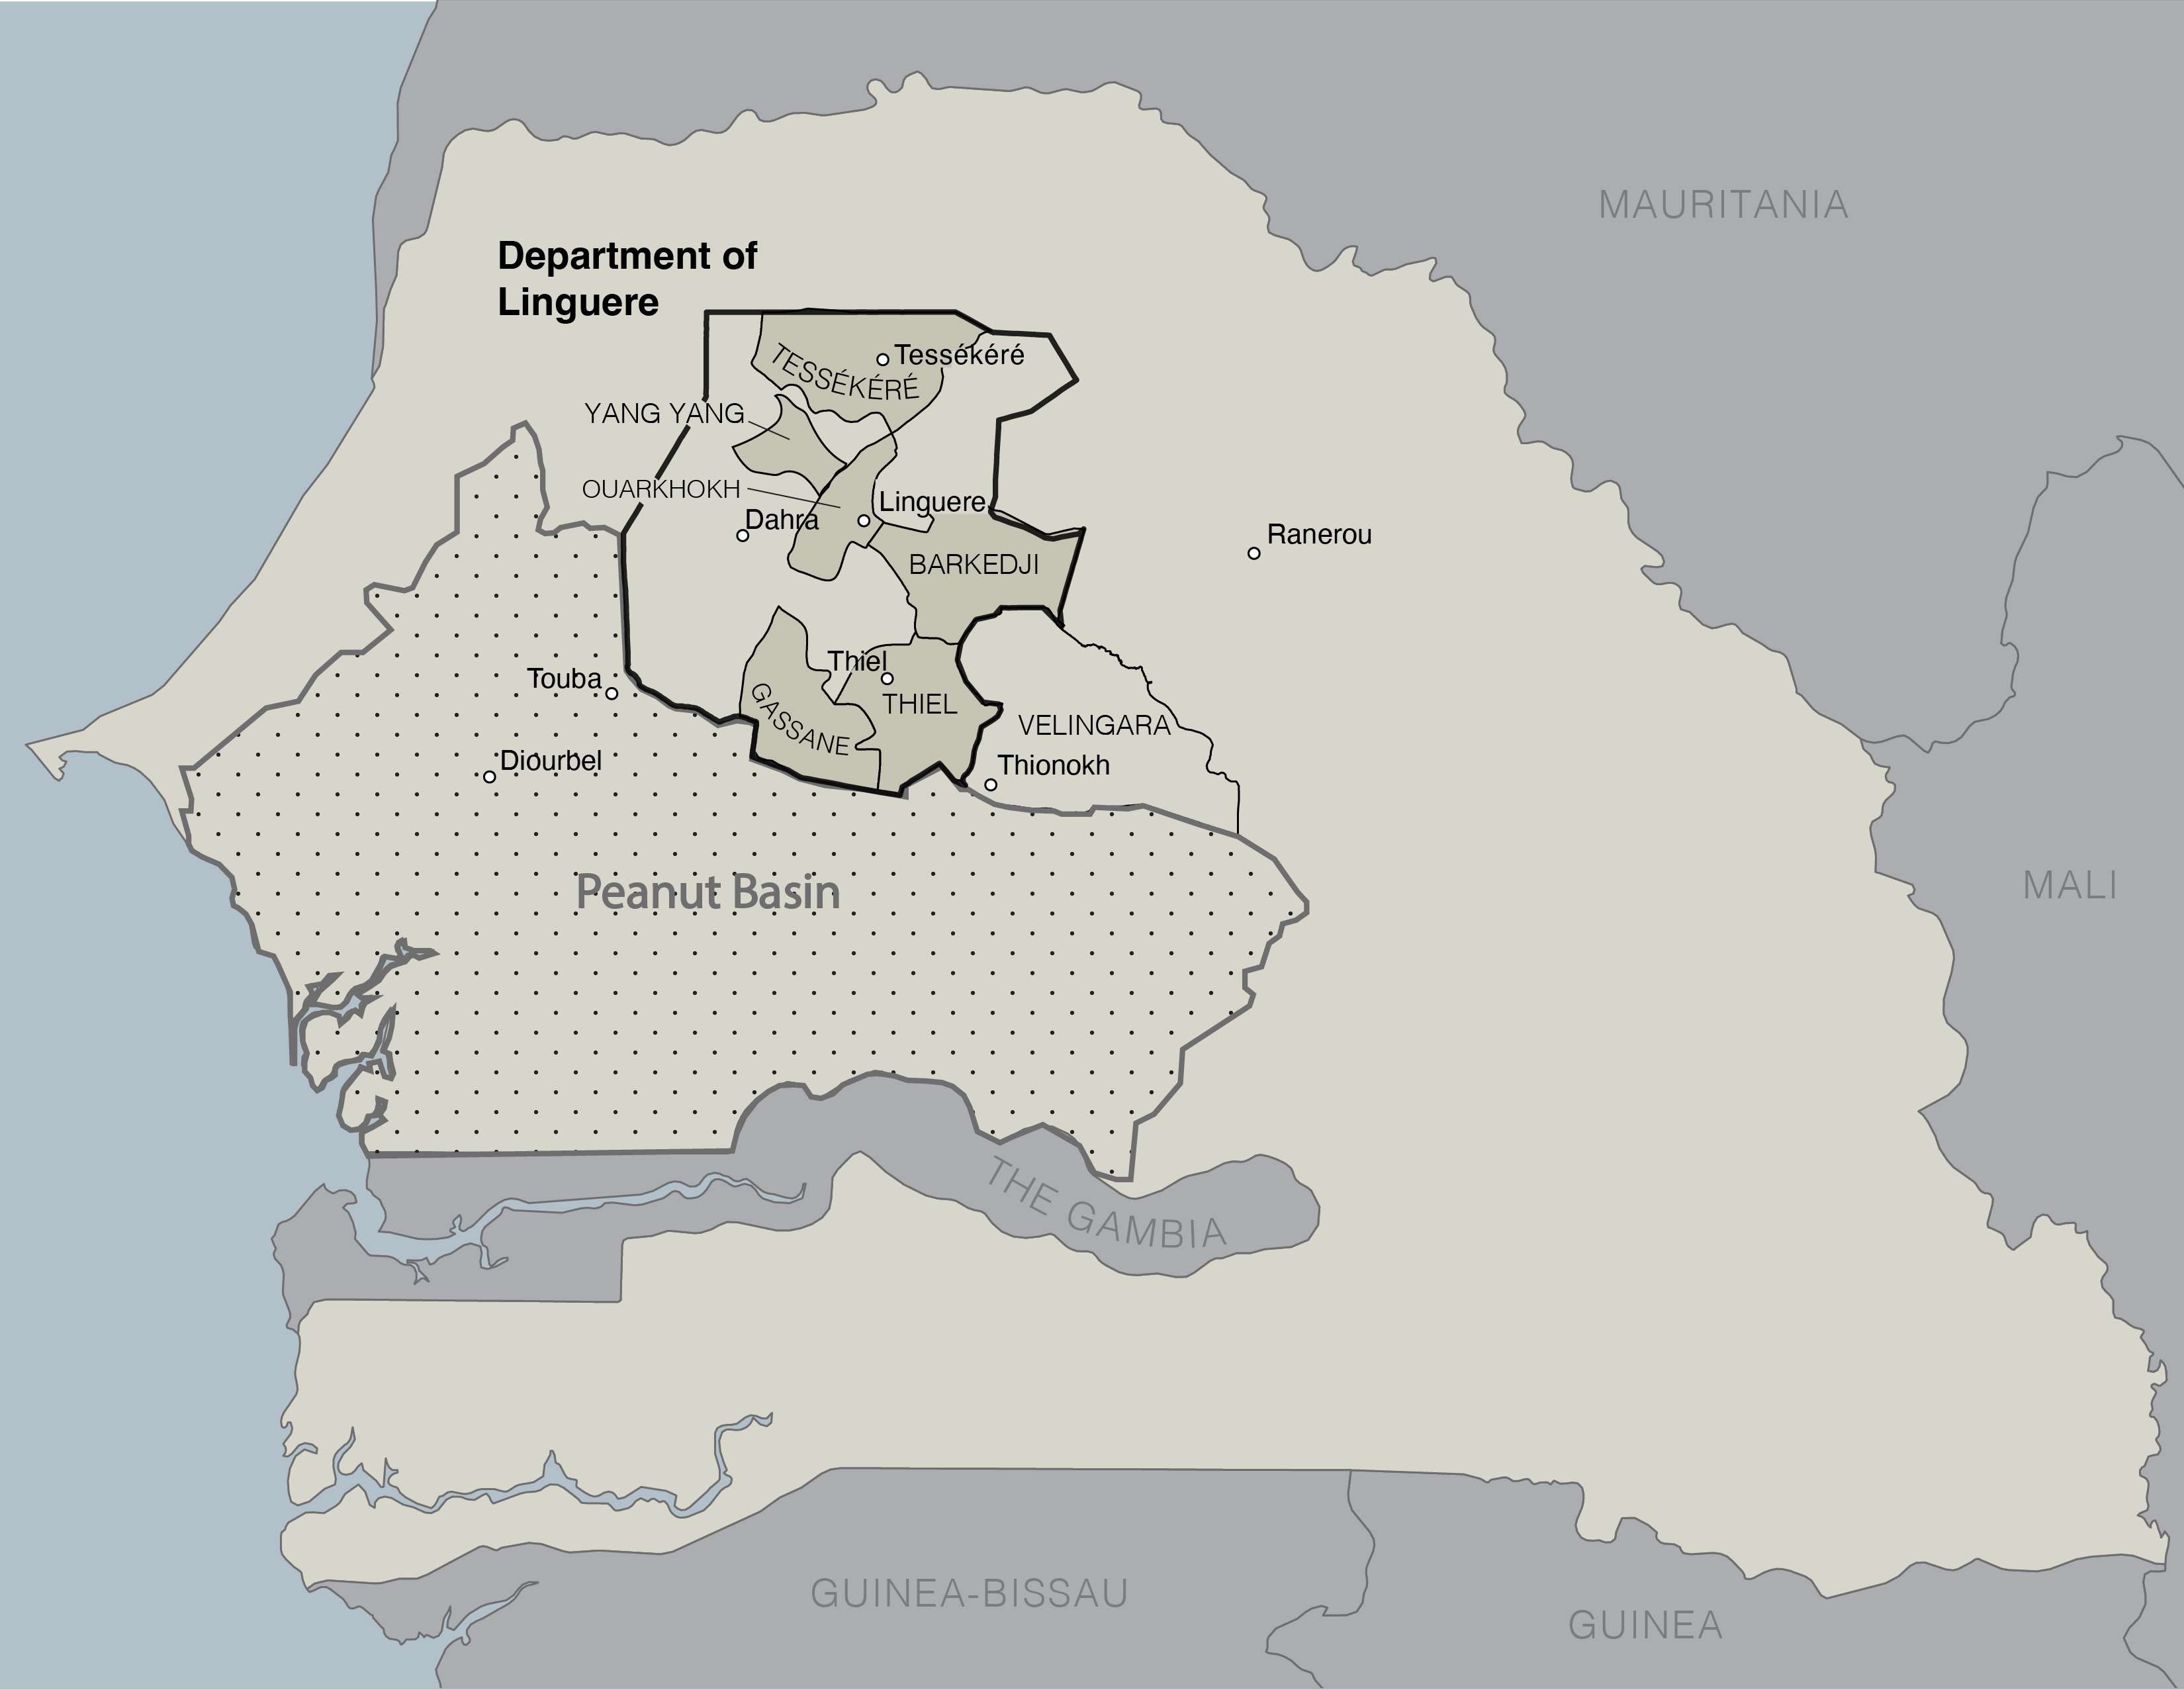 MAURITANIA
Department of
Linguere
Tessékéré
TESSÉKÉRÉ
YANG YANG
OUARKHOKH
Linguere
Dahra
Ranerou
BARKEDJI
Thiel
Touba
THIEL
GASSANE
VELINGARA
Diourbel
Thionokh
Peanut Basin
MALI
THE GAMBIA
GUINEA-BISSAU
GUINEA